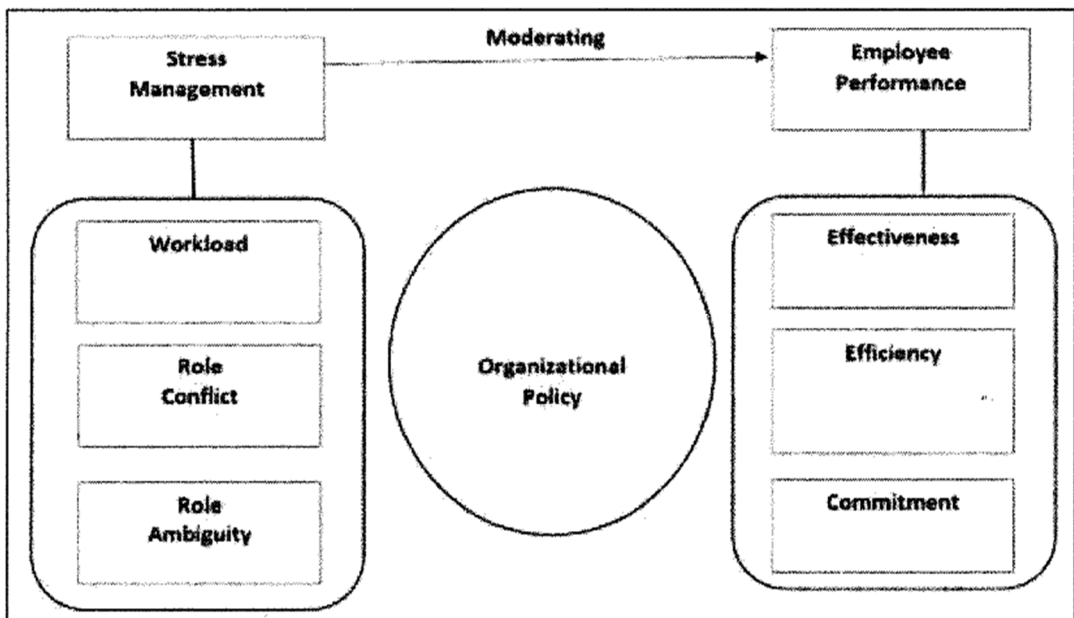 Stress
Management
Moderating
Employee
Performance
Workload
Role
Conflict
Role
Ambiguity
Organizational
Policy
Effectiveness
Efficiency
Commitment